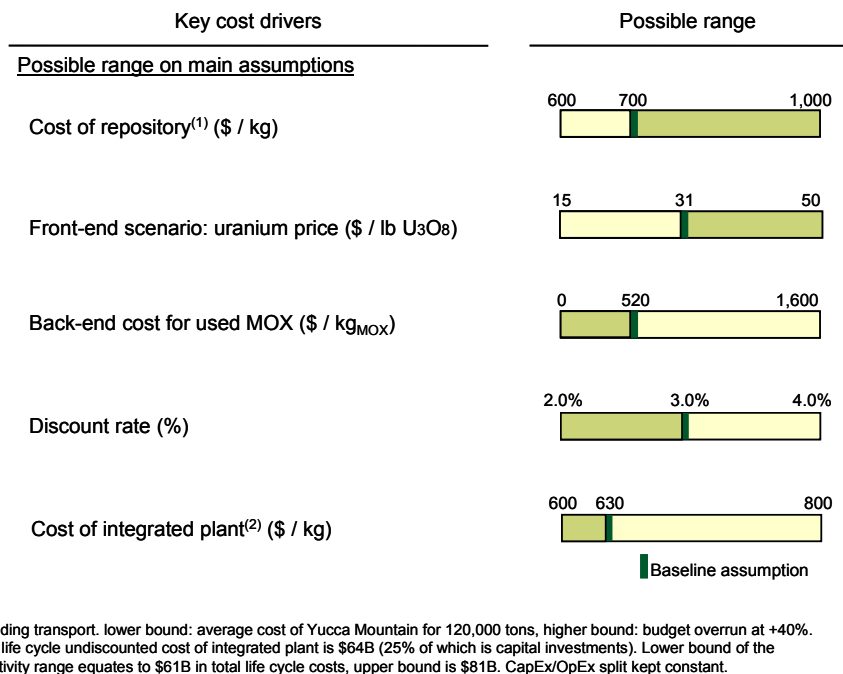 Key cost drivers Possible range
Possible range on main assumptions
600 700 1,000
Cost of repository(1) ($ / kg)
15 31 50
Front-end scenario: uranium price ($ / lb U3O8)
0 520 1,600
Back-end cost for used MOX ($ / kgMOX)
2.0% 3.0% 4.0%
Discount rate (%)
600 630 800
Cost of integrated plant(2) ($ / kg)
Baseline assumption
ding transport. lower bound: average cost of Yucca Mountain for 120,000 tons, higher bound: budget overrun at +40%.
life cycle undiscounted cost of integrated plant is $64B (25% of which is capital investments). Lower bound of the
tivity range equates to $61B in total life cycle costs, upper bound is $81B. CapEx/OpEx split kept constant.